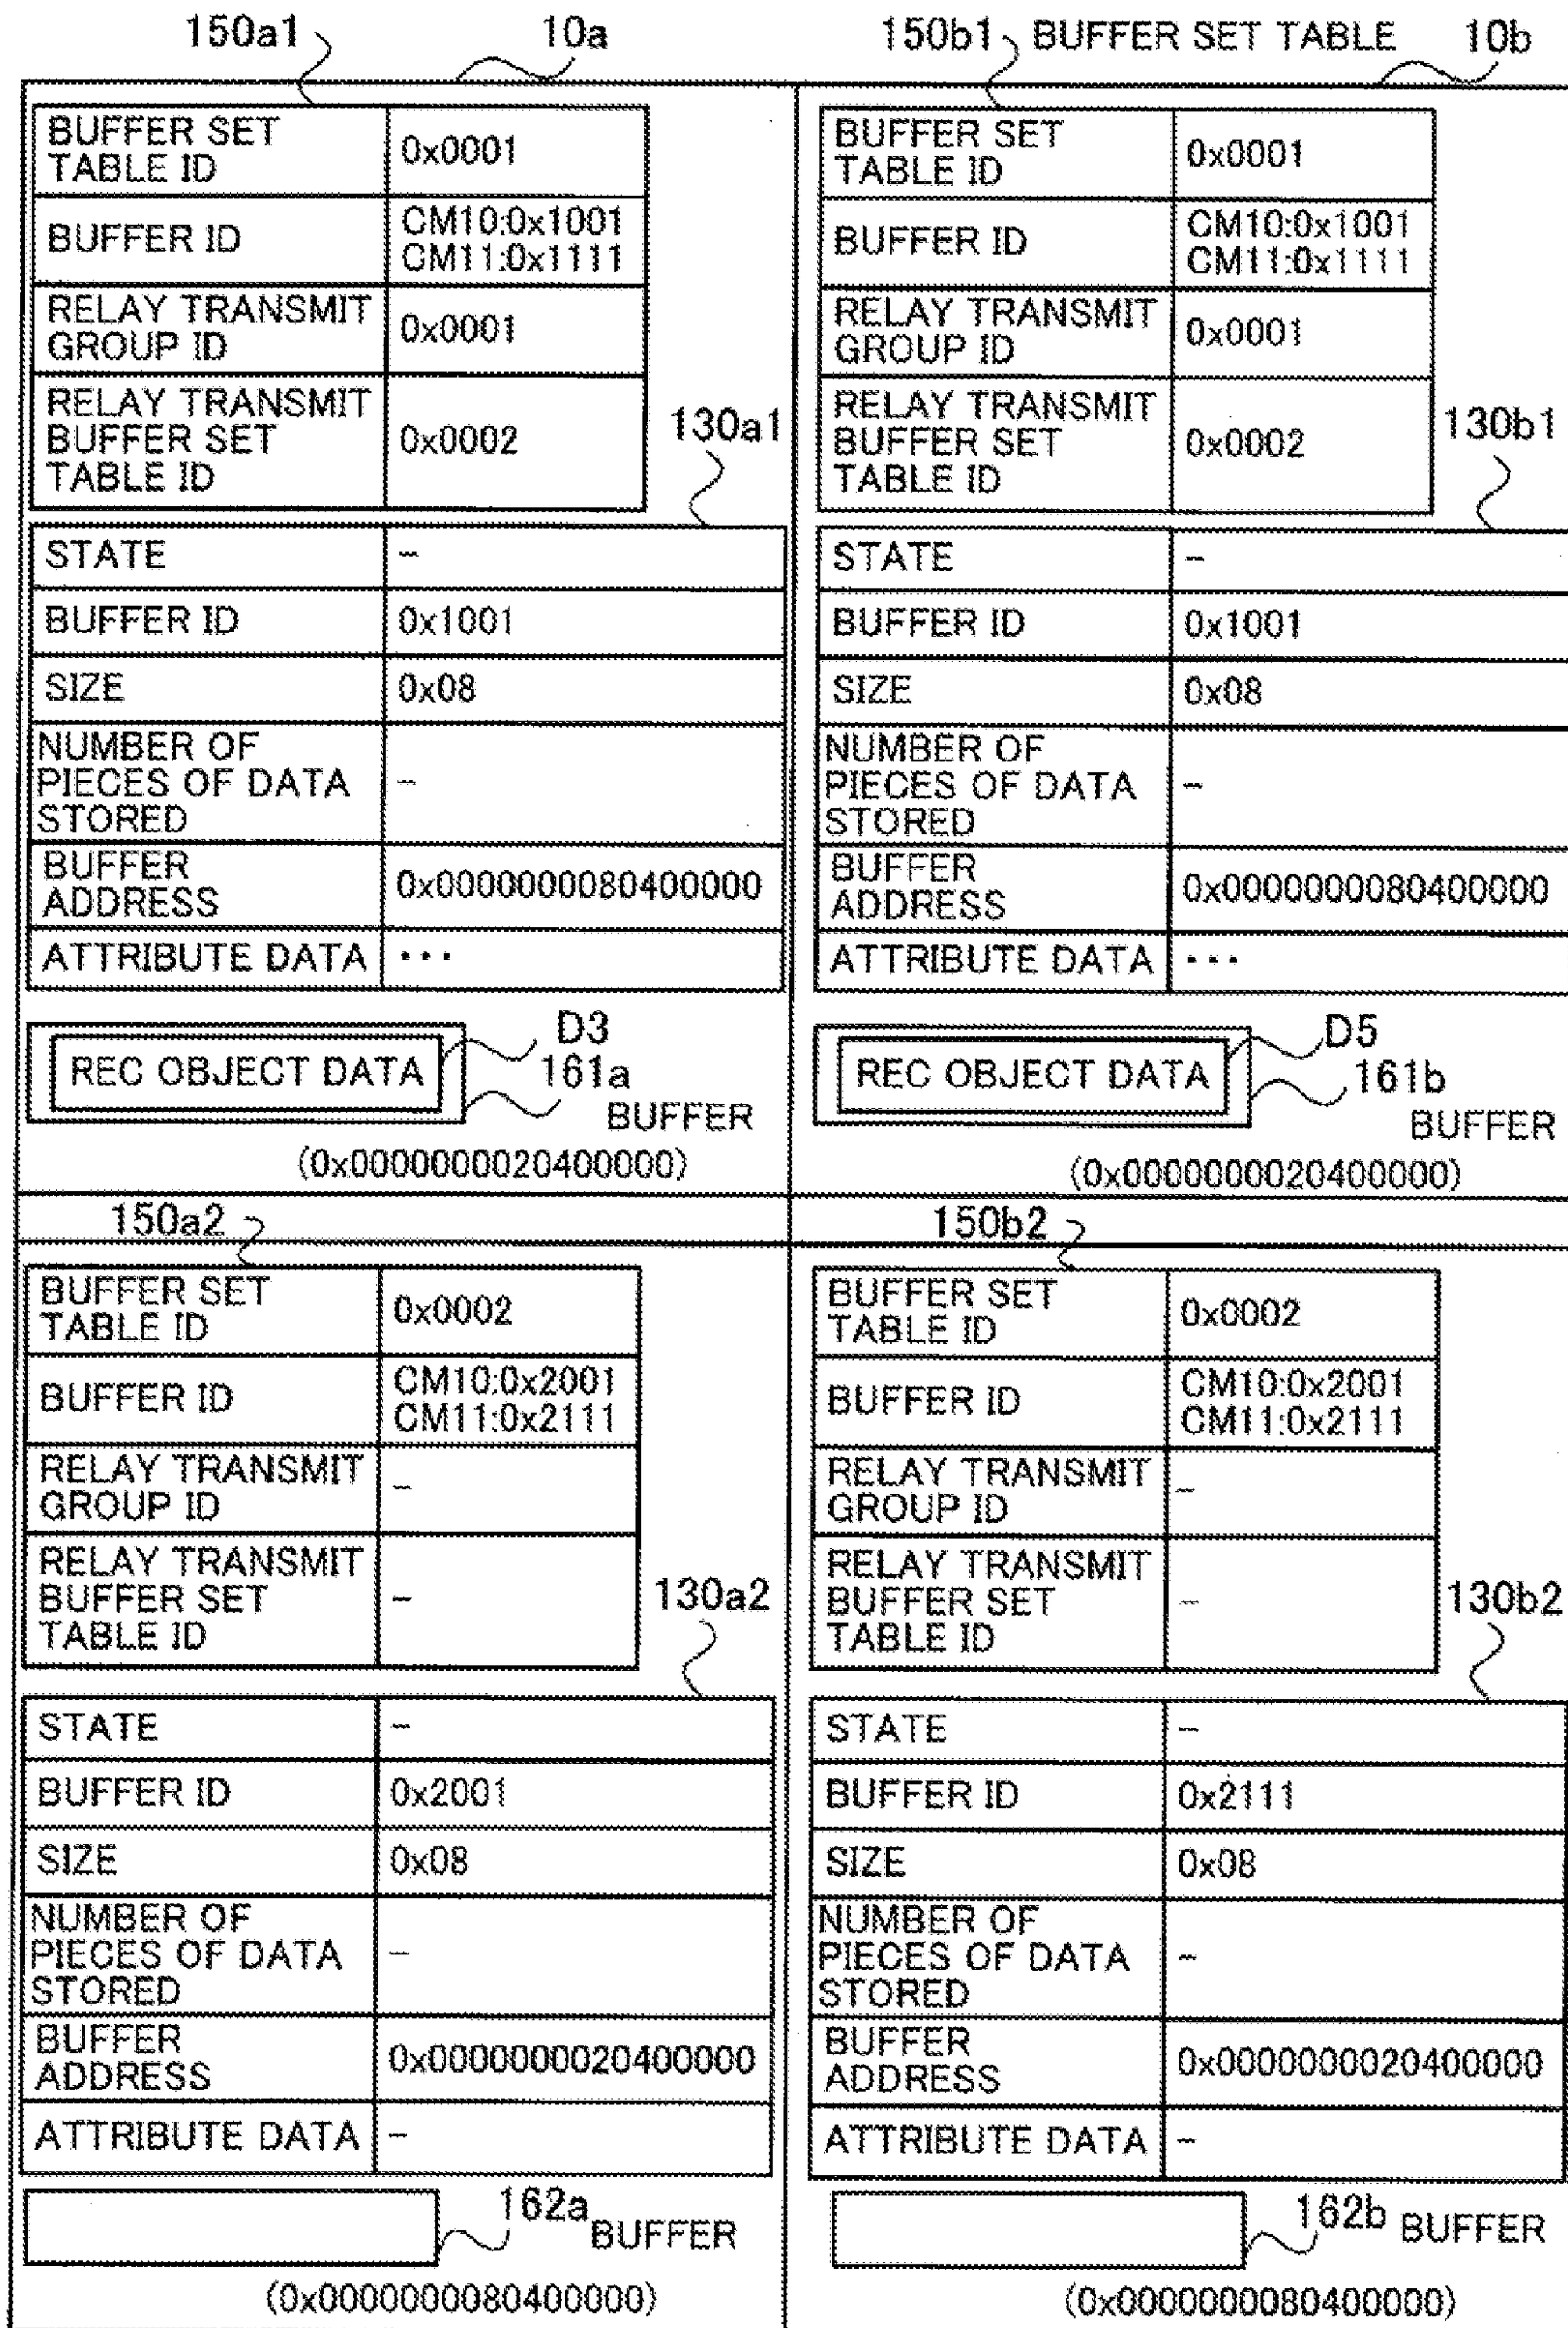 150a1 10a 150b1 BUFFER SET TABLE 10b
BUFFER SET
TABLE ID
0x0001
BUFFER ID
CM10:0x1001
CM11:0x1111
RELAY TRANSMIT
GROUP ID
0x0001
RELAY TRANSMIT
BUFFER SET
TABLE ID
0x0002
130a1
STATE -
BUFFER ID 0x1001
SIZE 0x08
NUMBER OF
PIECES OF DATA
STORED
-
BUFFER
ADDRESS
0x0000000080400000
ATTRIBUTE DATA ...
REC OBJECT DATA
D3
161a
BUFFER
(0x0000000020400000)
BUFFER SET
TABLE ID
0x0001
BUFFER ID
CM10:0x1001
CM11:0x1111
RELAY TRANSMIT
GROUP ID
0x0001
RELAY TRANSMIT
BUFFER SET
TABLE ID
0x0002
130b1
STATE -
BUFFER ID 0x1001
SIZE 0x08
NUMBER OF
PIECES OF DATA
STORED
-
BUFFER
ADDRESS
0x0000000080400000
ATTRIBUTE DATA ...
REC OBJECT DATA
D5
161b
BUFFER
(0x0000000020400000)
150a2
BUFFER SET
TABLE ID
0x0002
BUFFER ID
CM10:0x2001
CM11:0x2111
RELAY TRANSMIT
GROUP ID
-
RELAY TRANSMIT
BUFFER SET
TABLE ID
-
130a2
STATE -
BUFFER ID 0x2001
SIZE 0x08
NUMBER OF
PIECES OF DATA
STORED
-
BUFFER
ADDRESS
0x0000000020400000
ATTRIBUTE DATA -
162a
BUFFER
(0x0000000080400000)
150b2
BUFFER SET
TABLE ID
0x0002
BUFFER ID
CM10:0x2001
CM11:0x2111
RELAY TRANSMIT
GROUP ID
-
RELAY TRANSMIT
BUFFER SET
TABLE ID
-
130b2
STATE -
BUFFER ID 0x2111
SIZE 0x08
NUMBER OF
PIECES OF DATA
STORED
-
BUFFER
ADDRESS
0x0000000020400000
ATTRIBUTE DATA -
162b
BUFFER
(0x0000000080400000)